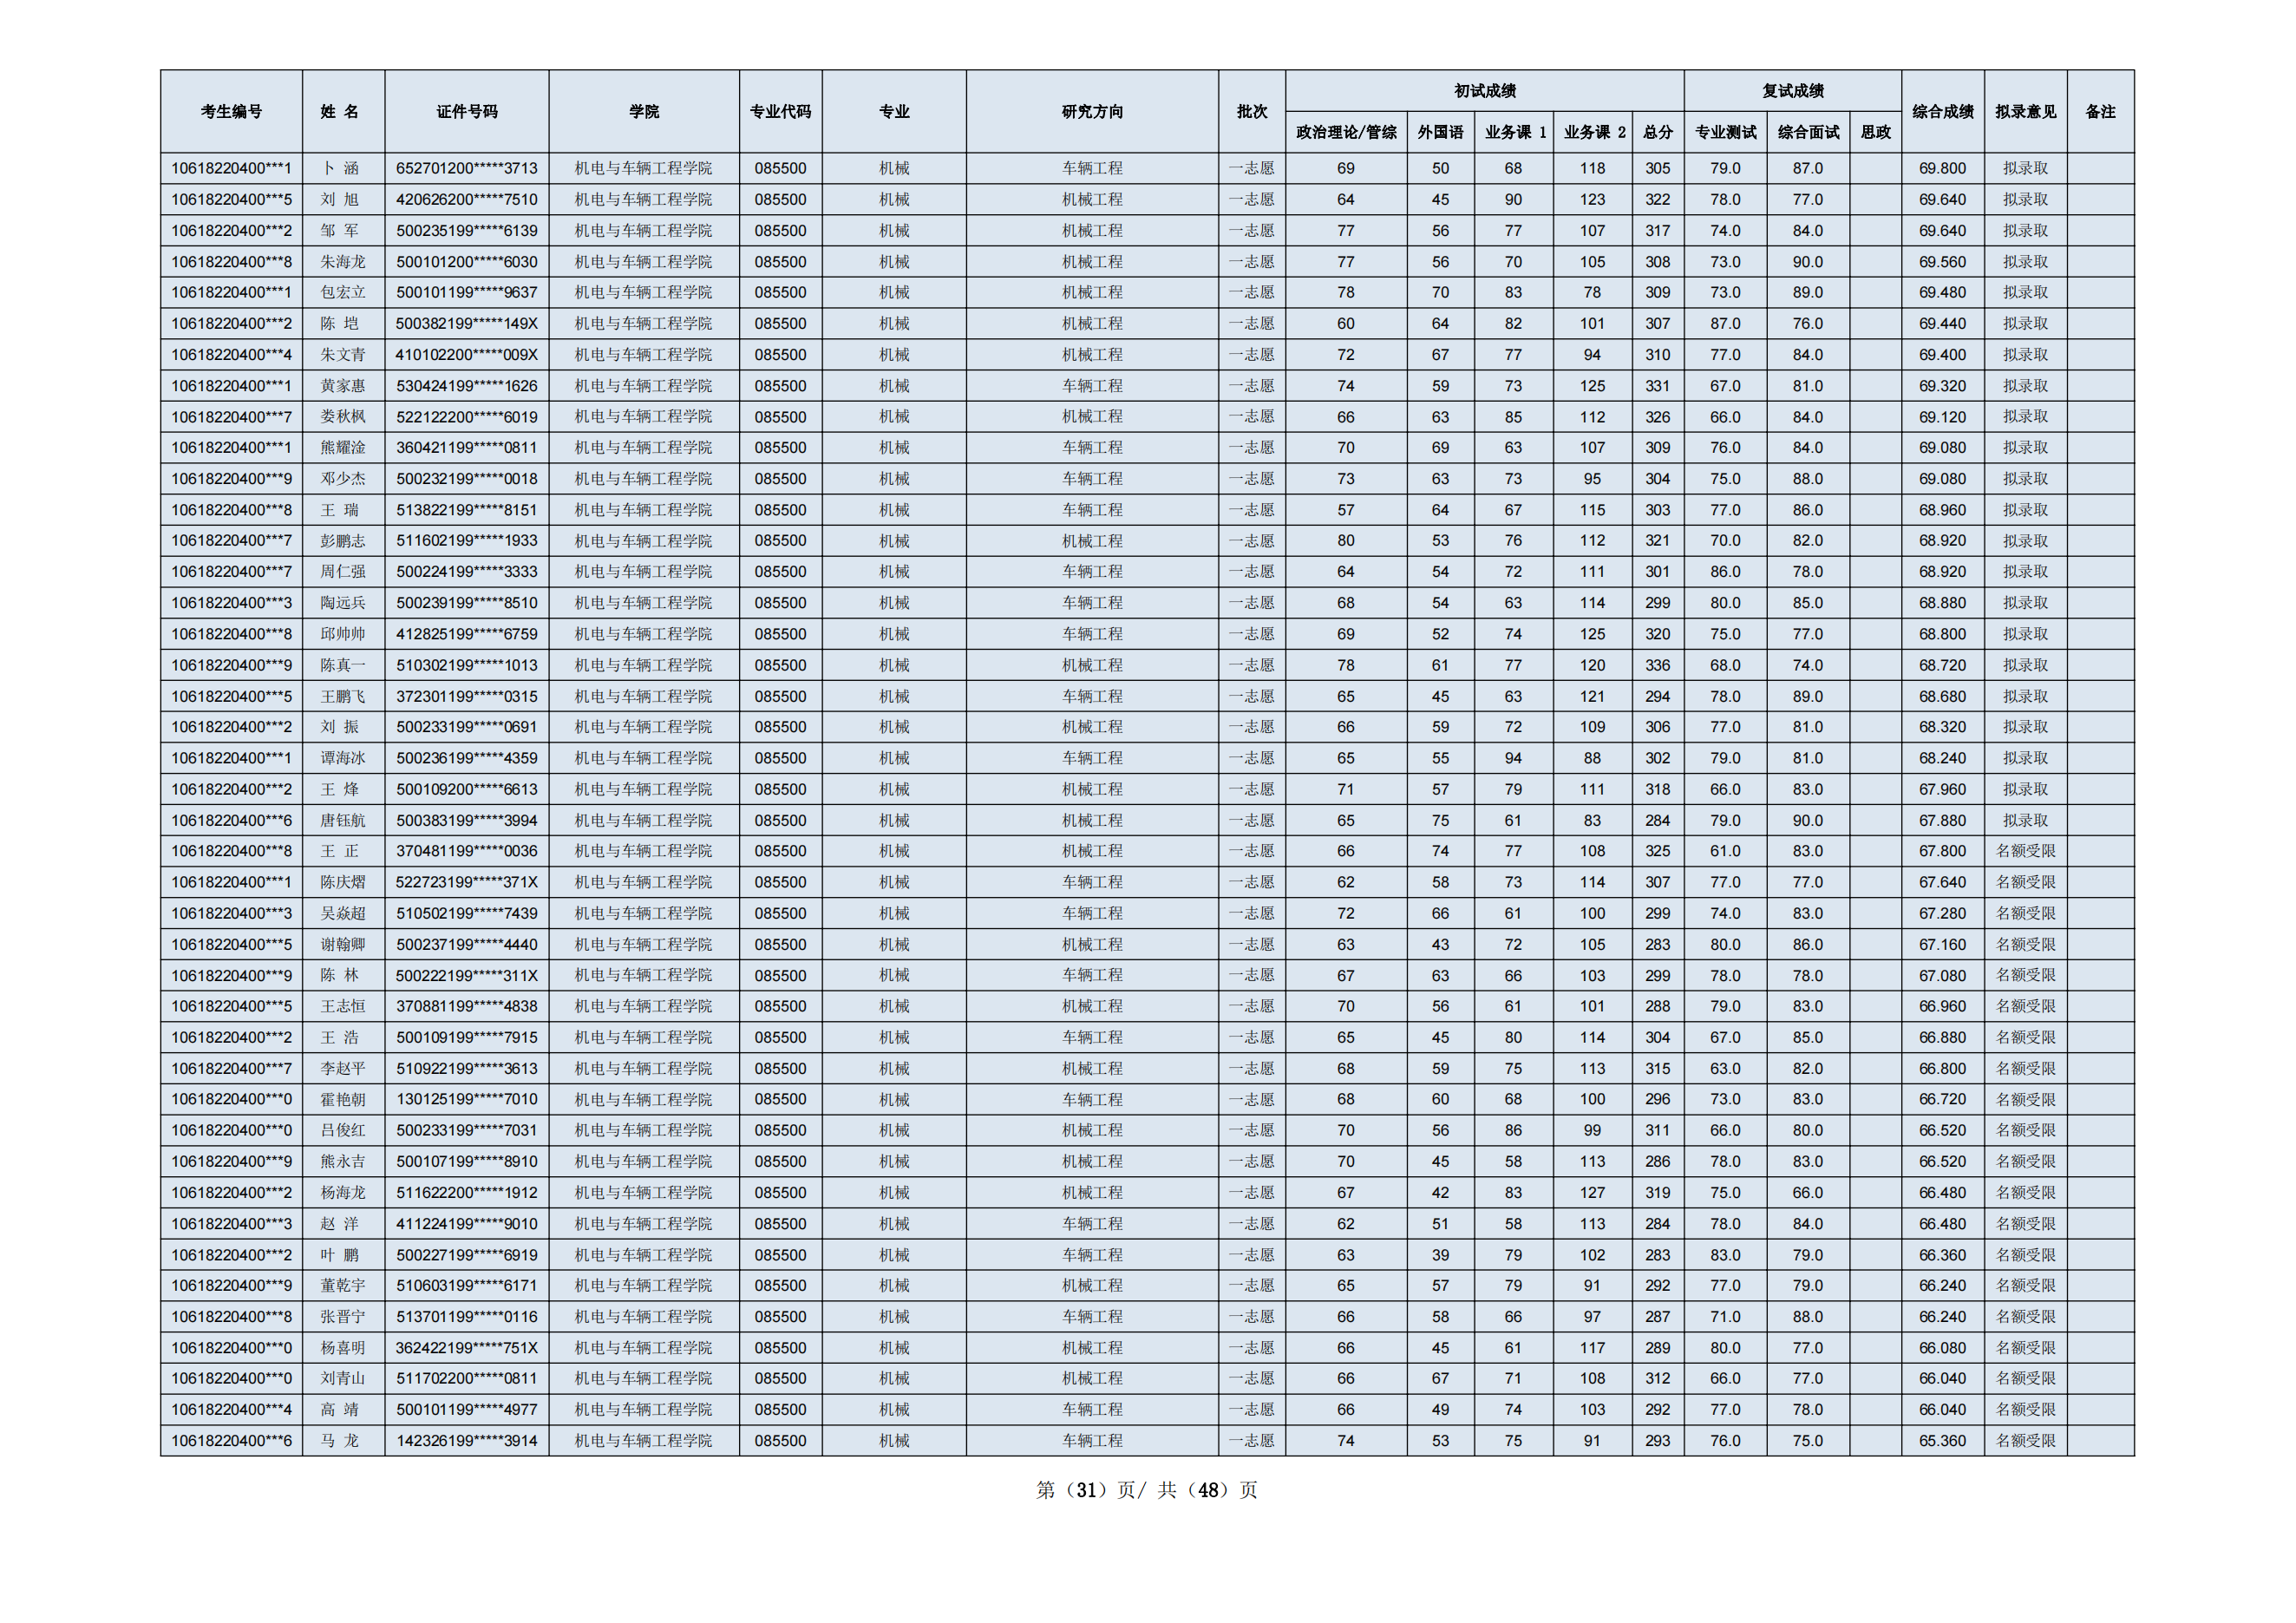 考生编号 姓 名 证件号码 学院 专业代码 专业 研究方向 批次 初试成绩 复试成绩 综合成绩 拟录意见 备注
政治理论/管综 外国语 业务课 1 业务课 2 总分 专业测试 综合面试 思政
10618220400***1 卜 涵 652701200*****3713 机电与车辆工程学院 085500 机械 车辆工程 一志愿 69 50 68 118 305 79.0 87.0 69.800 拟录取
10618220400***5 刘 旭 420626200*****7510 机电与车辆工程学院 085500 机械 机械工程 一志愿 64 45 90 123 322 78.0 77.0 69.640 拟录取
10618220400***2 邹 军 500235199*****6139 机电与车辆工程学院 085500 机械 机械工程 一志愿 77 56 77 107 317 74.0 84.0 69.640 拟录取
10618220400***8 朱海龙 500101200*****6030 机电与车辆工程学院 085500 机械 机械工程 一志愿 77 56 70 105 308 73.0 90.0 69.560 拟录取
10618220400***1 包宏立 500101199*****9637 机电与车辆工程学院 085500 机械 机械工程 一志愿 78 70 83 78 309 73.0 89.0 69.480 拟录取
10618220400***2 陈 垲 500382199*****149X 机电与车辆工程学院 085500 机械 机械工程 一志愿 60 64 82 101 307 87.0 76.0 69.440 拟录取
10618220400***4 朱文青 410102200*****009X 机电与车辆工程学院 085500 机械 机械工程 一志愿 72 67 77 94 310 77.0 84.0 69.400 拟录取
10618220400***1 黄家惠 530424199*****1626 机电与车辆工程学院 085500 机械 车辆工程 一志愿 74 59 73 125 331 67.0 81.0 69.320 拟录取
10618220400***7 娄秋枫 522122200*****6019 机电与车辆工程学院 085500 机械 机械工程 一志愿 66 63 85 112 326 66.0 84.0 69.120 拟录取
10618220400***1 熊耀淦 360421199*****0811 机电与车辆工程学院 085500 机械 车辆工程 一志愿 70 69 63 107 309 76.0 84.0 69.080 拟录取
10618220400***9 邓少杰 500232199*****0018 机电与车辆工程学院 085500 机械 车辆工程 一志愿 73 63 73 95 304 75.0 88.0 69.080 拟录取
10618220400***8 王 瑞 513822199*****8151 机电与车辆工程学院 085500 机械 车辆工程 一志愿 57 64 67 115 303 77.0 86.0 68.960 拟录取
10618220400***7 彭鹏志 511602199*****1933 机电与车辆工程学院 085500 机械 机械工程 一志愿 80 53 76 112 321 70.0 82.0 68.920 拟录取
10618220400***7 周仁强 500224199*****3333 机电与车辆工程学院 085500 机械 车辆工程 一志愿 64 54 72 111 301 86.0 78.0 68.920 拟录取
10618220400***3 陶远兵 500239199*****8510 机电与车辆工程学院 085500 机械 车辆工程 一志愿 68 54 63 114 299 80.0 85.0 68.880 拟录取
10618220400***8 邱帅帅 412825199*****6759 机电与车辆工程学院 085500 机械 车辆工程 一志愿 69 52 74 125 320 75.0 77.0 68.800 拟录取
10618220400***9 陈真一 510302199*****1013 机电与车辆工程学院 085500 机械 机械工程 一志愿 78 61 77 120 336 68.0 74.0 68.720 拟录取
10618220400***5 王鹏飞 372301199*****0315 机电与车辆工程学院 085500 机械 车辆工程 一志愿 65 45 63 121 294 78.0 89.0 68.680 拟录取
10618220400***2 刘 振 500233199*****0691 机电与车辆工程学院 085500 机械 机械工程 一志愿 66 59 72 109 306 77.0 81.0 68.320 拟录取
10618220400***1 谭海冰 500236199*****4359 机电与车辆工程学院 085500 机械 车辆工程 一志愿 65 55 94 88 302 79.0 81.0 68.240 拟录取
10618220400***2 王 烽 500109200*****6613 机电与车辆工程学院 085500 机械 机械工程 一志愿 71 57 79 111 318 66.0 83.0 67.960 拟录取
10618220400***6 唐钰航 500383199*****3994 机电与车辆工程学院 085500 机械 机械工程 一志愿 65 75 61 83 284 79.0 90.0 67.880 拟录取
10618220400***8 王 正 370481199*****0036 机电与车辆工程学院 085500 机械 机械工程 一志愿 66 74 77 108 325 61.0 83.0 67.800 名额受限
10618220400***1 陈庆熠 522723199*****371X 机电与车辆工程学院 085500 机械 车辆工程 一志愿 62 58 73 114 307 77.0 77.0 67.640 名额受限
10618220400***3 吴焱超 510502199*****7439 机电与车辆工程学院 085500 机械 车辆工程 一志愿 72 66 61 100 299 74.0 83.0 67.280 名额受限
10618220400***5 谢翰卿 500237199*****4440 机电与车辆工程学院 085500 机械 机械工程 一志愿 63 43 72 105 283 80.0 86.0 67.160 名额受限
10618220400***9 陈 林 500222199*****311X 机电与车辆工程学院 085500 机械 车辆工程 一志愿 67 63 66 103 299 78.0 78.0 67.080 名额受限
10618220400***5 王志恒 370881199*****4838 机电与车辆工程学院 085500 机械 机械工程 一志愿 70 56 61 101 288 79.0 83.0 66.960 名额受限
10618220400***2 王 浩 500109199*****7915 机电与车辆工程学院 085500 机械 车辆工程 一志愿 65 45 80 114 304 67.0 85.0 66.880 名额受限
10618220400***7 李赵平 510922199*****3613 机电与车辆工程学院 085500 机械 机械工程 一志愿 68 59 75 113 315 63.0 82.0 66.800 名额受限
10618220400***0 霍艳朝 130125199*****7010 机电与车辆工程学院 085500 机械 车辆工程 一志愿 68 60 68 100 296 73.0 83.0 66.720 名额受限
10618220400***0 吕俊红 500233199*****7031 机电与车辆工程学院 085500 机械 机械工程 一志愿 70 56 86 99 311 66.0 80.0 66.520 名额受限
10618220400***9 熊永吉 500107199*****8910 机电与车辆工程学院 085500 机械 机械工程 一志愿 70 45 58 113 286 78.0 83.0 66.520 名额受限
10618220400***2 杨海龙 511622200*****1912 机电与车辆工程学院 085500 机械 机械工程 一志愿 67 42 83 127 319 75.0 66.0 66.480 名额受限
10618220400***3 赵 洋 411224199*****9010 机电与车辆工程学院 085500 机械 车辆工程 一志愿 62 51 58 113 284 78.0 84.0 66.480 名额受限
10618220400***2 叶 鹏 500227199*****6919 机电与车辆工程学院 085500 机械 车辆工程 一志愿 63 39 79 102 283 83.0 79.0 66.360 名额受限
10618220400***9 董乾宇 510603199*****6171 机电与车辆工程学院 085500 机械 机械工程 一志愿 65 57 79 91 292 77.0 79.0 66.240 名额受限
10618220400***8 张晋宁 513701199*****0116 机电与车辆工程学院 085500 机械 车辆工程 一志愿 66 58 66 97 287 71.0 88.0 66.240 名额受限
10618220400***0 杨喜明 362422199*****751X 机电与车辆工程学院 085500 机械 机械工程 一志愿 66 45 61 117 289 80.0 77.0 66.080 名额受限
10618220400***0 刘青山 511702200*****0811 机电与车辆工程学院 085500 机械 机械工程 一志愿 66 67 71 108 312 66.0 77.0 66.040 名额受限
10618220400***4 高 靖 500101199*****4977 机电与车辆工程学院 085500 机械 车辆工程 一志愿 66 49 74 103 292 77.0 78.0 66.040 名额受限
10618220400***6 马 龙 142326199*****3914 机电与车辆工程学院 085500 机械 车辆工程 一志愿 74 53 75 91 293 76.0 75.0 65.360 名额受限
第（31）页/ 共（48）页